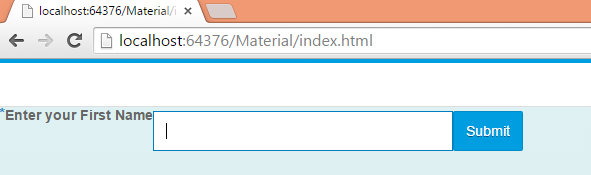 localhost:64376/Material/i
localhost:64376/Material/index.html
*Enter your First Name
Submit